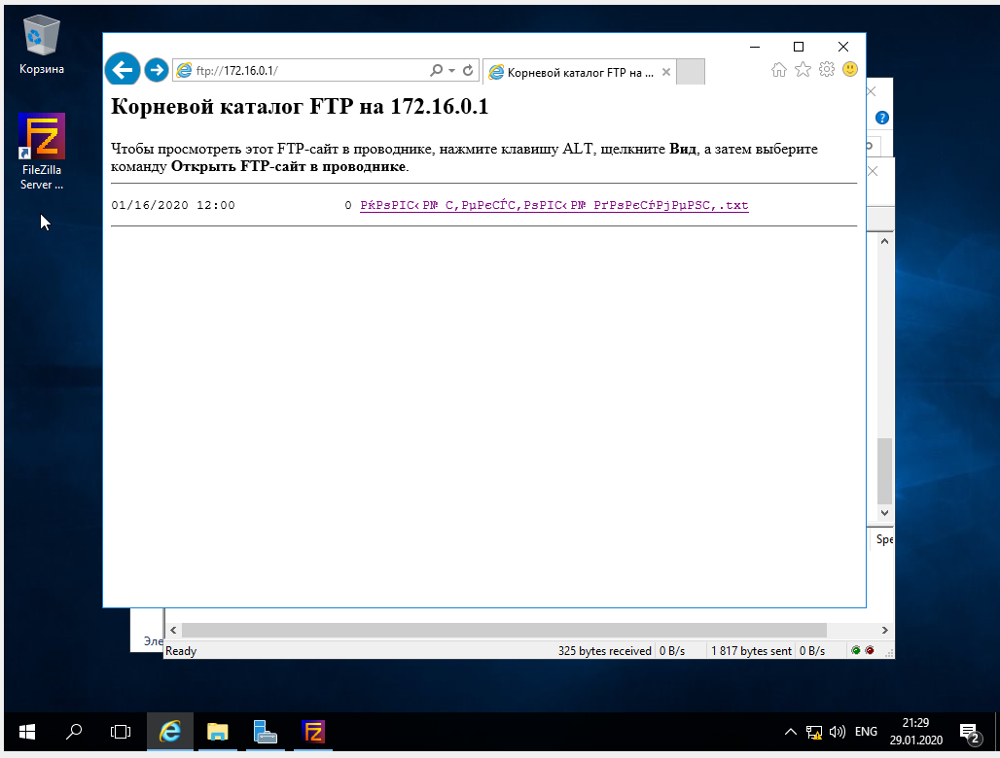 Корзина
FileZilla
Server ...
ftp://172.16.0.1/
Корневой каталог FTP на ...
Корневой каталог FTP на 172.16.0.1
Чтобы просмотреть этот FTP-сайт в проводнике, нажмите клавишу ALT, щелкните Вид, а затем выберите
команду Открыть FTP-сайт в проводнике.
01/16/2020 12:00 0 РќРѕРІС‹Р№ С‚РµРєСЃС‚РѕРІС‹Р№ РґРѕРєСѓРјРµРЅС‚.txt
Spe
Эле
Ready 325 bytes received 0 B/s 1 817 bytes sent 0 B/s
ENG
21:29
29.01.2020
2